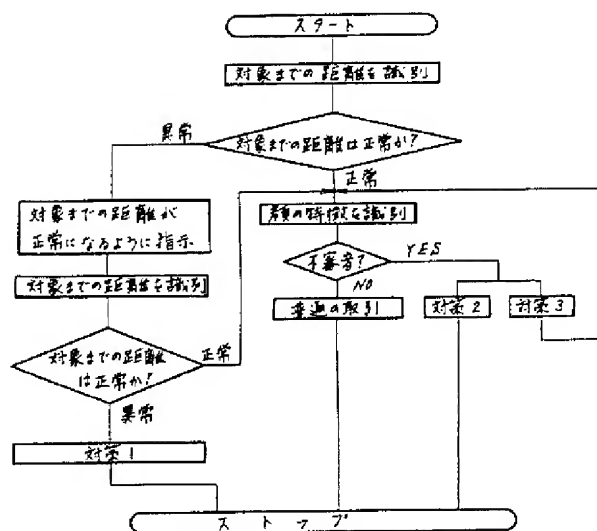 スタート
対象までの距離を識別
対象までの距離は正常か?
異常
正常
対象までの距離が
正常になるように指示
顔の特徴を識別
対象までの距離を識別
不審者?
YES
NO
普通の取引
対策2
対策3
対象までの距離
は正常か?
正常
異常
対策1
ストップ